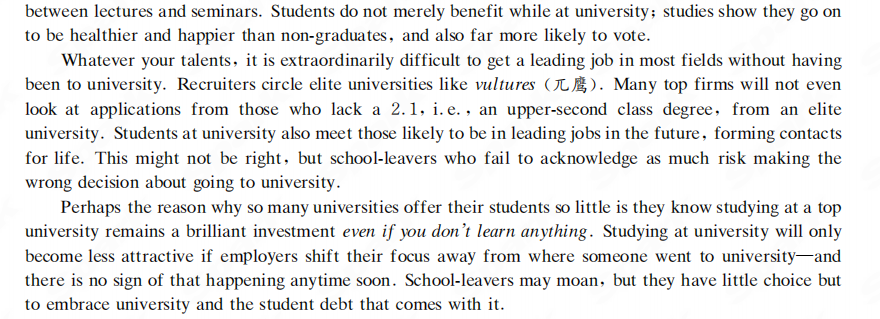 between lectures and seminars. Students do not merely benefit while at university; studies show they go on
to be healthier and happier than non-graduates, and also far more likely to vote.
Whatever your talents, it is extraordinarily difficult to get a leading job in most fields without having
been to university. Recruiters circle elite universities like vultures (兀鹰). Many top firms will not even
look at applications from those who lack a 2.1, i.e., an upper-second class degree, from an elite
university. Students at university also meet those likely to be in leading jobs in the future, forming contacts
for life. This might not be right, but school-leavers who fail to acknowledge as much risk making the
wrong decision about going to university.
Perhaps the reason why so many universities offer their students so little is they know studying at a top
university remains a brilliant investment even if you don't learn anything. Studying at university will only
become less attractive if employers shift their focus away from where someone went to university—and
there is no sign of that happening anytime soon. School-leavers may moan, but they have little choice but
to embrace university and the student debt that comes with it.